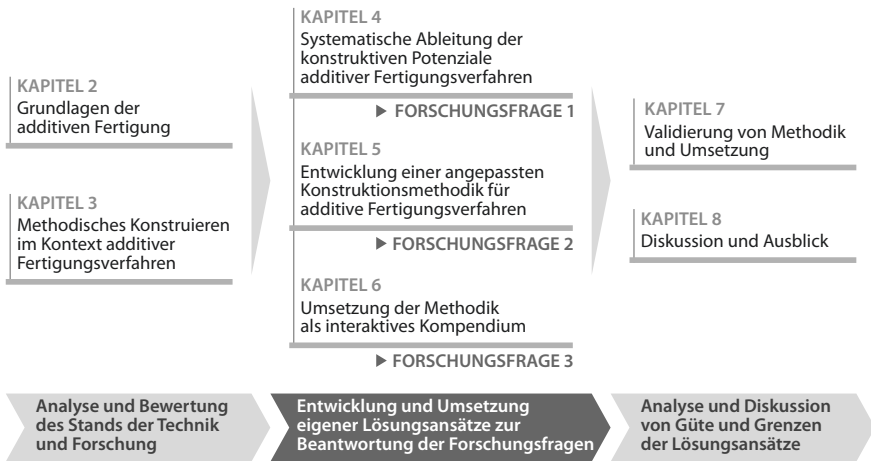 KAPITEL 2
Grundlagen der
additiven Fertigung
KAPITEL 3
Methodisches Konstruieren
im Kontext additiver
Fertigungsverfahren
KAPITEL 4
Systematische Ableitung der
konstruktiven Potenziale
additiver Fertigungsverfahren
▶ FORSCHUNGSFRAGE 1
KAPITEL 5
Entwicklung einer angepassten
Konstruktionsmethodik für
additive Fertigungsverfahren
▶ FORSCHUNGSFRAGE 2
KAPITEL 6
Umsetzung der Methodik
als interaktives Kompendium
▶ FORSCHUNGSFRAGE 3
KAPITEL 7
Validierung von Methodik
und Umsetzung
KAPITEL 8
Diskussion und Ausblick
Analyse und Bewertung
des Stands der Technik
und Forschung
Entwicklung und Umsetzung
eigener Lösungsansätze zur
Beantwortung der Forschungsfragen
Analyse und Diskussion
von Güte und Grenzen
der Lösungsansätze